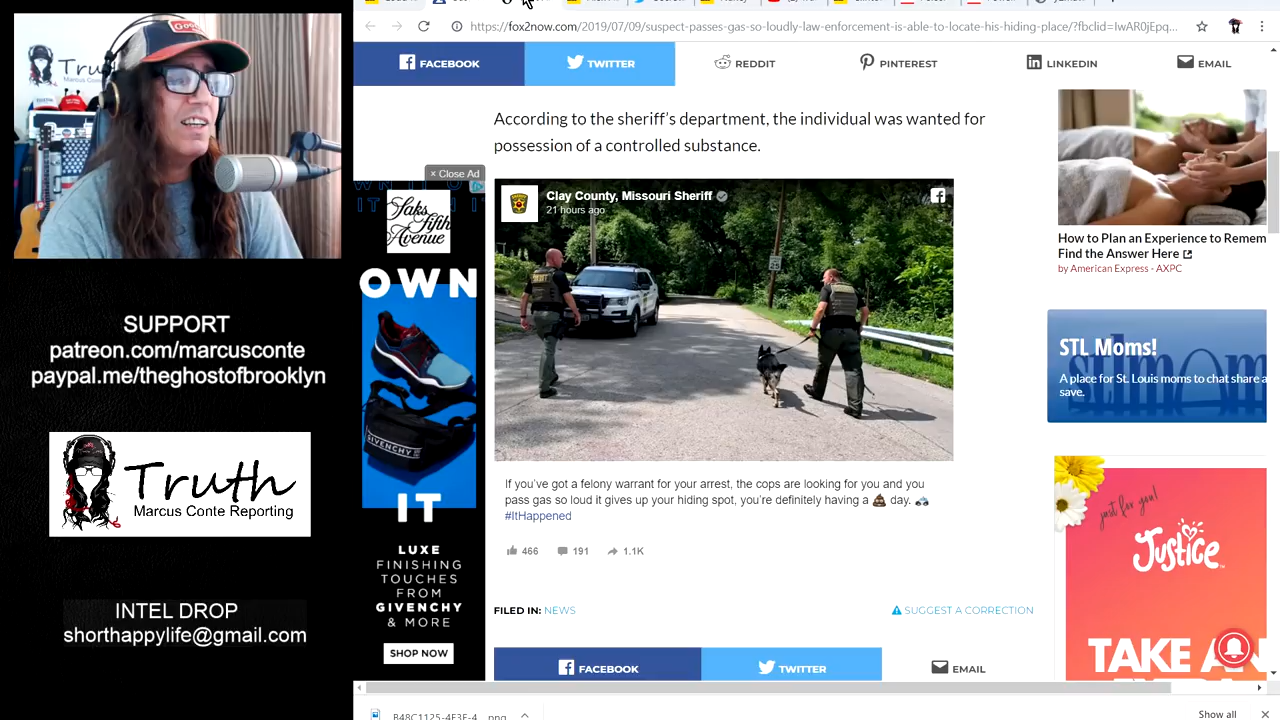 https://fox2now.com/2019/07/09/suspect-passes-gas-so-loudly-law-enforcement-is-able-to-locate-his-hiding-place/?fbclid=IwAR0jEpq...
FACEBOOK
TWITTER
REDDIT
PINTEREST
LINKEDIN
EMAIL
Truth
Marcus Conte
According to the sheriff's department, the individual was wanted for
possession of a controlled substance.
× Close Ad
Saks
Fifth
Avenue
OWN
IT
LUXE
FINISHING
TOUCHES
FROM
GIVENCHY
& MORE
SHOP NOW
GIVENCHY
Clay County, Missouri Sheriff
21 hours ago
SHERIFF
If you've got a felony warrant for your arrest, the cops are looking for you and you
pass gas so loud it gives up your hiding spot, you're definitely having a 💩 day. 🚓
#ItHappened
466
191
1.1K
FILED IN: NEWS
SUGGEST A CORRECTION
FACEBOOK
TWITTER
EMAIL
How to Plan an Experience to Remem
Find the Answer Here
by American Express - AXPC
STL Moms!
A place for St. Louis moms to chat share a
save.
just for you!
Justice
TAKE AN
SUPPORT
patreon.com/marcusconte
paypal.me/theghostofbrooklyn
Truth
Marcus Conte Reporting
INTEL DROP
shorthappylife@gmail.com
B48C1125-4F3F-4....png
Show all